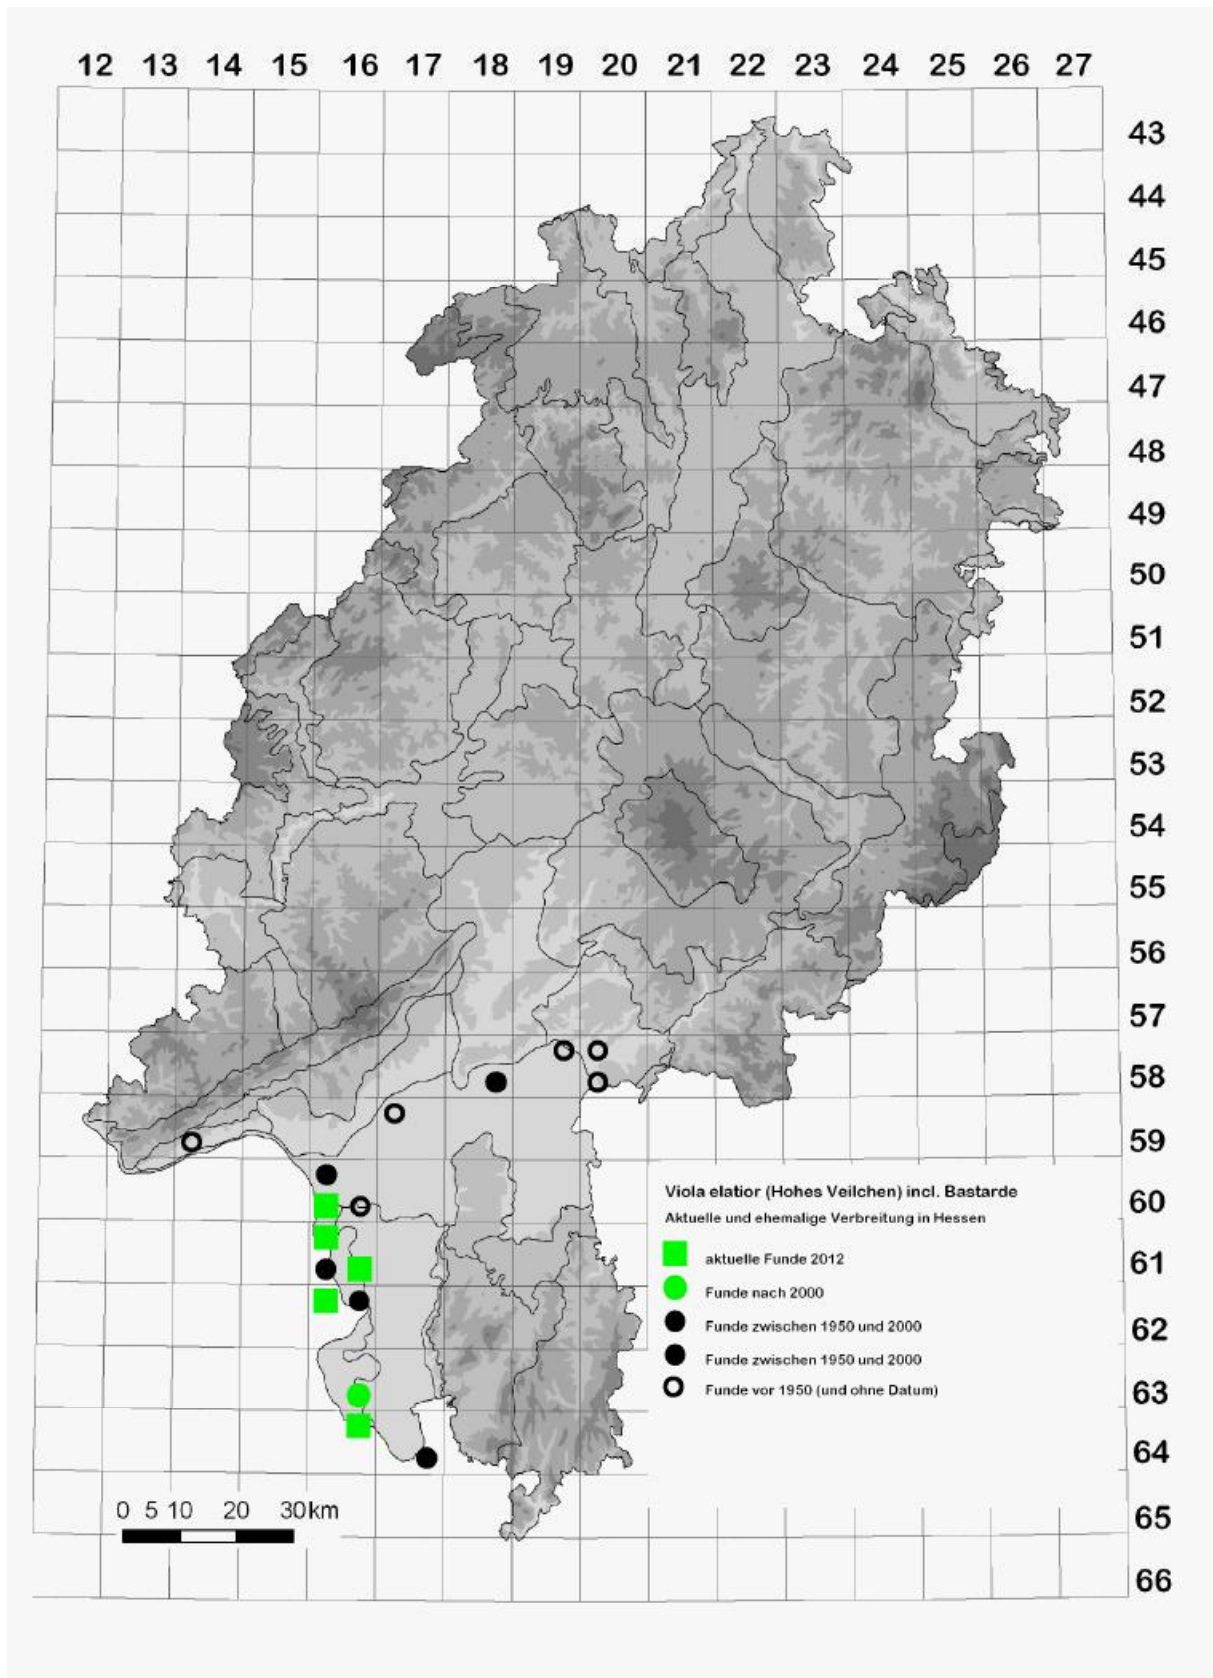 12 13 14 15 16 17 18 19 20 21 22 23 24 25 26 27
43
44
45
46
47
48
49
50
51
52
53
54
55
56
57
58
59
60
61
62
63
64
65
66
Viola elatior (Hohes Veilchen) incl. Bastarde
Aktuelle und ehemalige Verbreitung in Hessen
aktuelle Funde 2012
Funde nach 2000
Funde zwischen 1950 und 2000
Funde zwischen 1950 und 2000
Funde vor 1950 (und ohne Datum)
0 5 10 20 30km